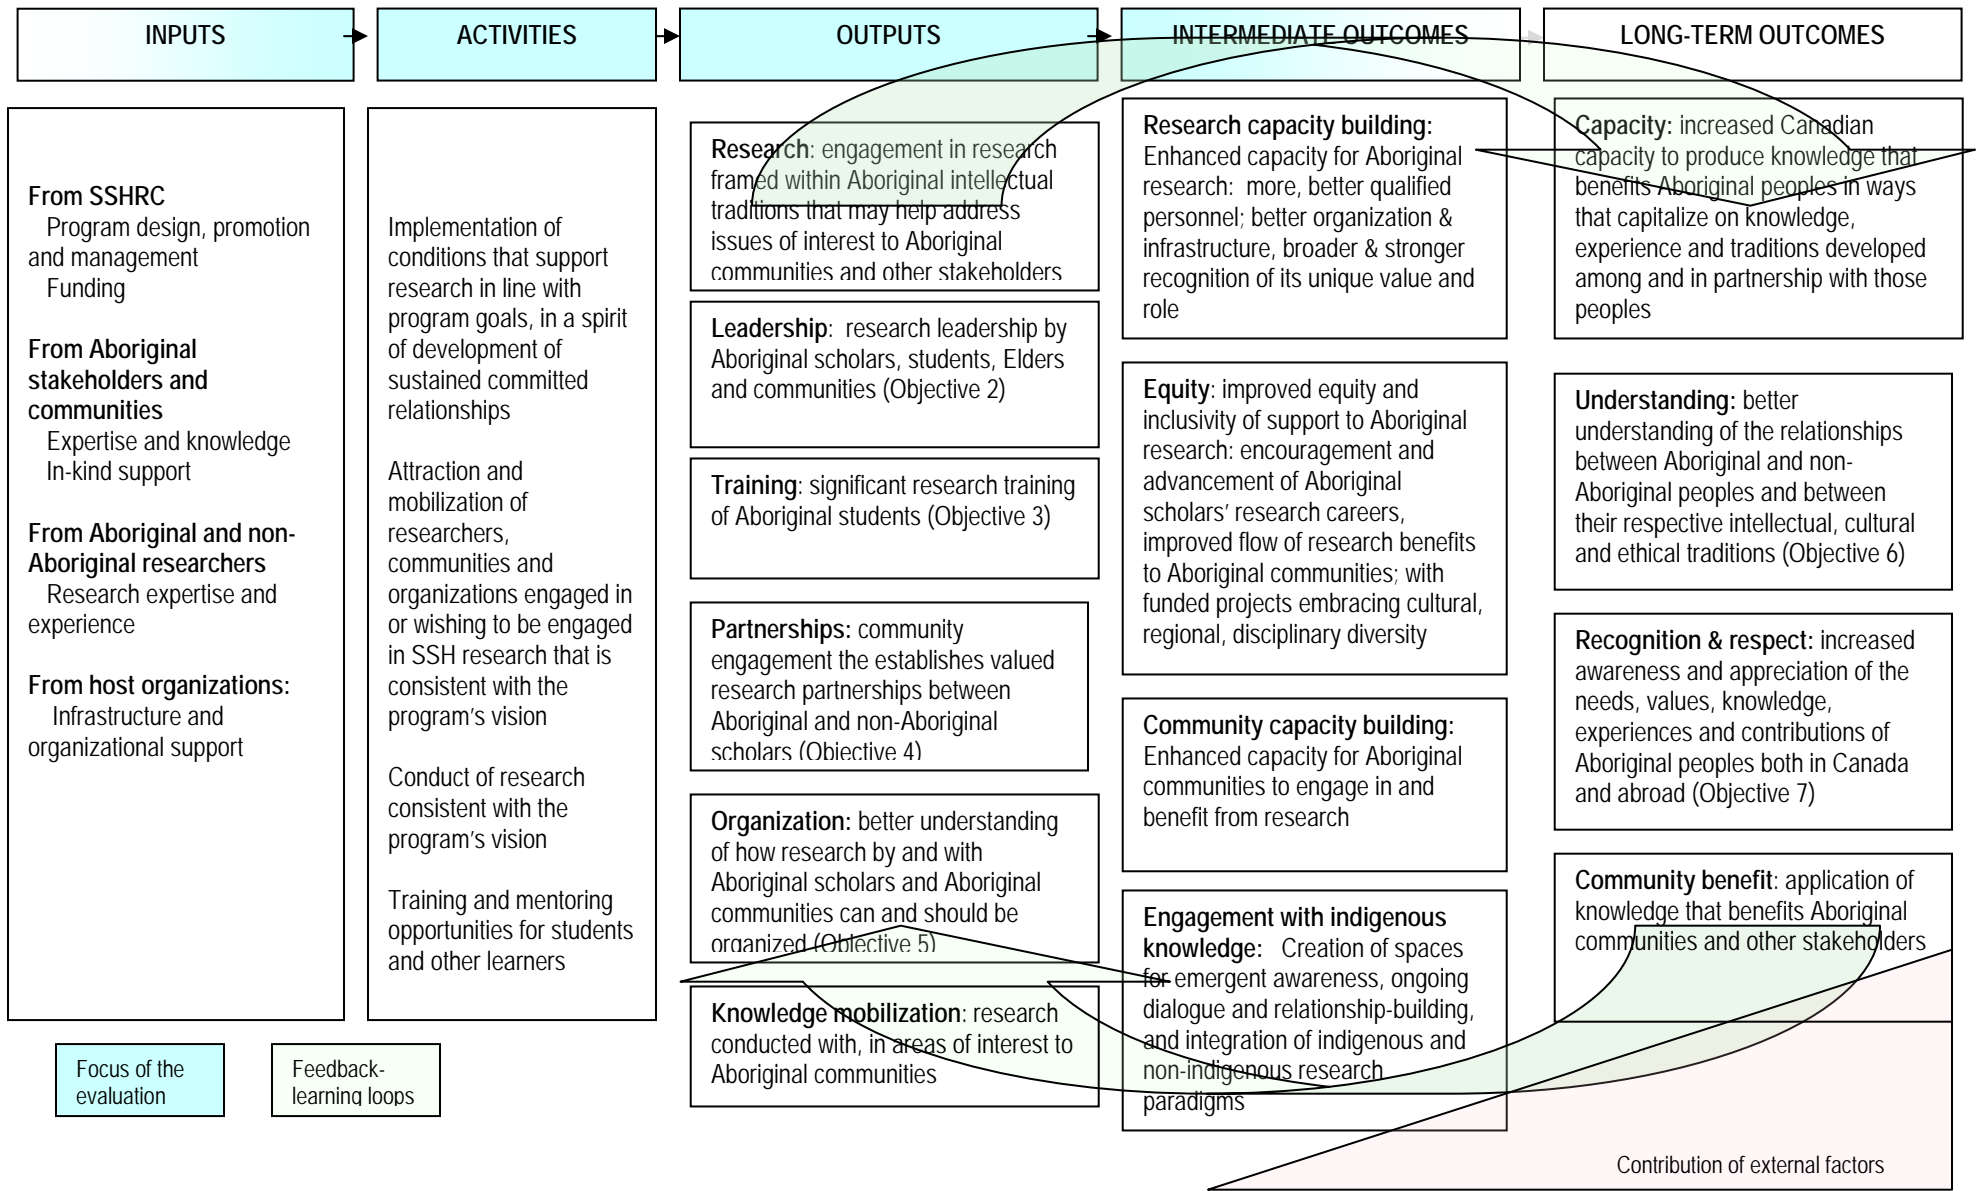 INPUTS
ACTIVITIES
OUTPUTS
INTERMEDIATE OUTCOMES
LONG-TERM OUTCOMES
From SSHRC
Program design, promotion
and management
Funding
From Aboriginal
stakeholders and
communities
Expertise and knowledge
In-kind support
From Aboriginal and non-
Aboriginal researchers
Research expertise and
experience
From host organizations:
Infrastructure and
organizational support
Implementation of
conditions that support
research in line with
program goals, in a spirit
of development of
sustained committed
relationships
Attraction and
mobilization of
researchers,
communities and
organizations engaged in
or wishing to be engaged
in SSH research that is
consistent with the
program's vision
Conduct of research
consistent with the
program's vision
Training and mentoring
opportunities for students
and other learners
Research: engagement in research
framed within Aboriginal intellectual
traditions that may help address
issues of interest to Aboriginal
communities and other stakeholders
Leadership: research leadership by
Aboriginal scholars, students, Elders
and communities (Objective 2)
Training: significant research training
of Aboriginal students (Objective 3)
Partnerships: community
engagement the establishes valued
research partnerships between
Aboriginal and non-Aboriginal
scholars (Objective 4)
Organization: better understanding
of how research by and with
Aboriginal scholars and Aboriginal
communities can and should be
organized (Objective 5)
Knowledge mobilization: research
conducted with, in areas of interest to
Aboriginal communities
Research capacity building:
Enhanced capacity for Aboriginal
research: more, better qualified
personnel; better organization &
infrastructure, broader & stronger
recognition of its unique value and
role
Equity: improved equity and
inclusivity of support to Aboriginal
research: encouragement and
advancement of Aboriginal
scholars' research careers,
improved flow of research benefits
to Aboriginal communities; with
funded projects embracing cultural,
regional, disciplinary diversity
Community capacity building:
Enhanced capacity for Aboriginal
communities to engage in and
benefit from research
Engagement with indigenous
knowledge: Creation of spaces
for emergent awareness, ongoing
dialogue and relationship-building,
and integration of indigenous and
non-indigenous research
paradigms
Capacity: increased Canadian
capacity to produce knowledge that
benefits Aboriginal peoples in ways
that capitalize on knowledge,
experience and traditions developed
among and in partnership with those
peoples
Understanding: better
understanding of the relationships
between Aboriginal and non-
Aboriginal peoples and between
their respective intellectual, cultural
and ethical traditions (Objective 6)
Recognition & respect: increased
awareness and appreciation of the
needs, values, knowledge,
experiences and contributions of
Aboriginal peoples both in Canada
and abroad (Objective 7)
Community benefit: application of
knowledge that benefits Aboriginal
communities and other stakeholders
Focus of the
evaluation
Feedback-
learning loops
Contribution of external factors